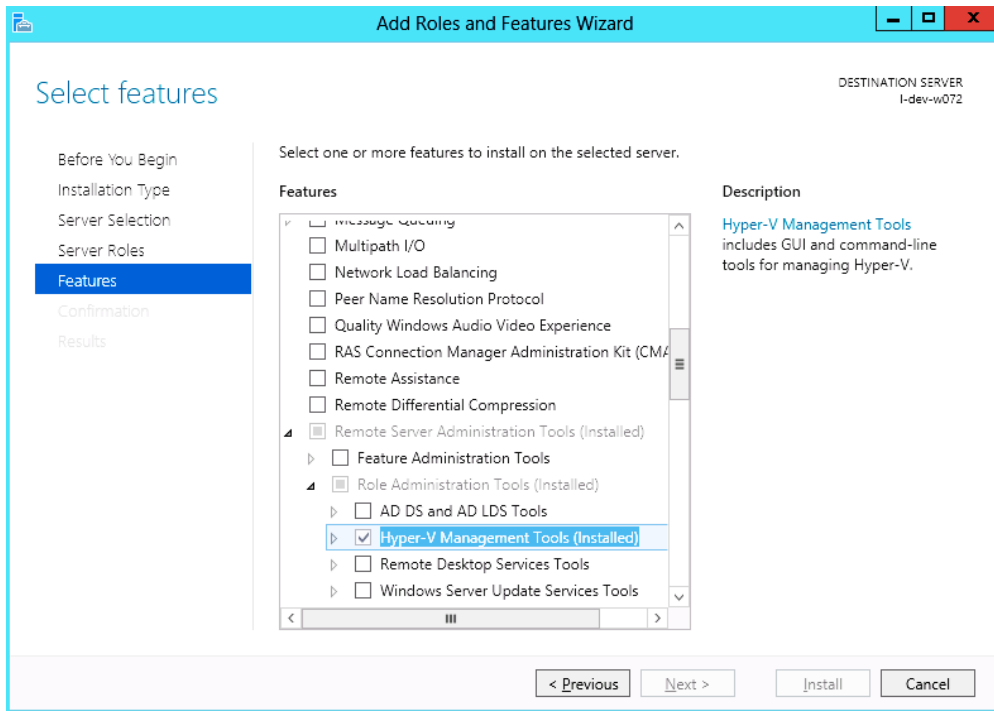 Add Roles and Features Wizard
Select features
DESTINATION SERVER
l-dev-w072
Before You Begin
Installation Type
Server Selection
Server Roles
Features
Confirmation
Results
Select one or more features to install on the selected server.
Features
Message Queuing
Multipath I/O
Network Load Balancing
Peer Name Resolution Protocol
Quality Windows Audio Video Experience
RAS Connection Manager Administration Kit (CMA
Remote Assistance
Remote Differential Compression
Remote Server Administration Tools (Installed)
Feature Administration Tools
Role Administration Tools (Installed)
AD DS and AD LDS Tools
Hyper-V Management Tools (Installed)
Remote Desktop Services Tools
Windows Server Update Services Tools
Description
Hyper-V Management Tools
includes GUI and command-line
tools for managing Hyper-V.
< Previous
Next >
Install
Cancel